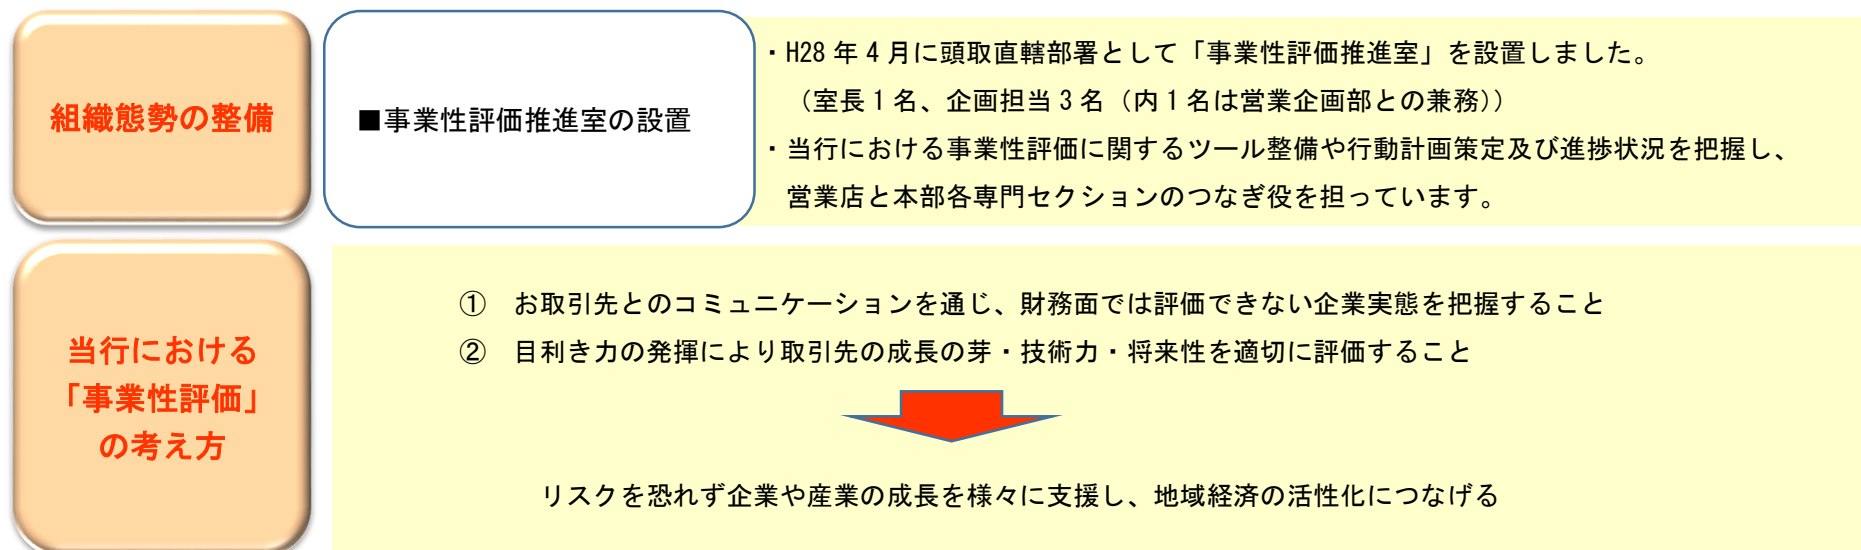 組織態勢の整備
■事業性評価推進室の設置
・H28年4月に頭取直轄部署として「事業性評価推進室」を設置しました。
（室長1名、企画担当3名（内1名は営業企画部との兼務））
・当行における事業性評価に関するツール整備や行動計画策定及び進捗状況を把握し、
営業店と本部各専門セクションのつなぎ役を担っています。
当行における
「事業性評価」
の考え方
① お取引先とのコミュニケーションを通じ、財務面では評価できない企業実態を把握すること
② 目利き力の発揮により取引先の成長の芽・技術力・将来性を適切に評価すること
リスクを恐れず企業や産業の成長を様々に支援し、地域経済の活性化につなげる